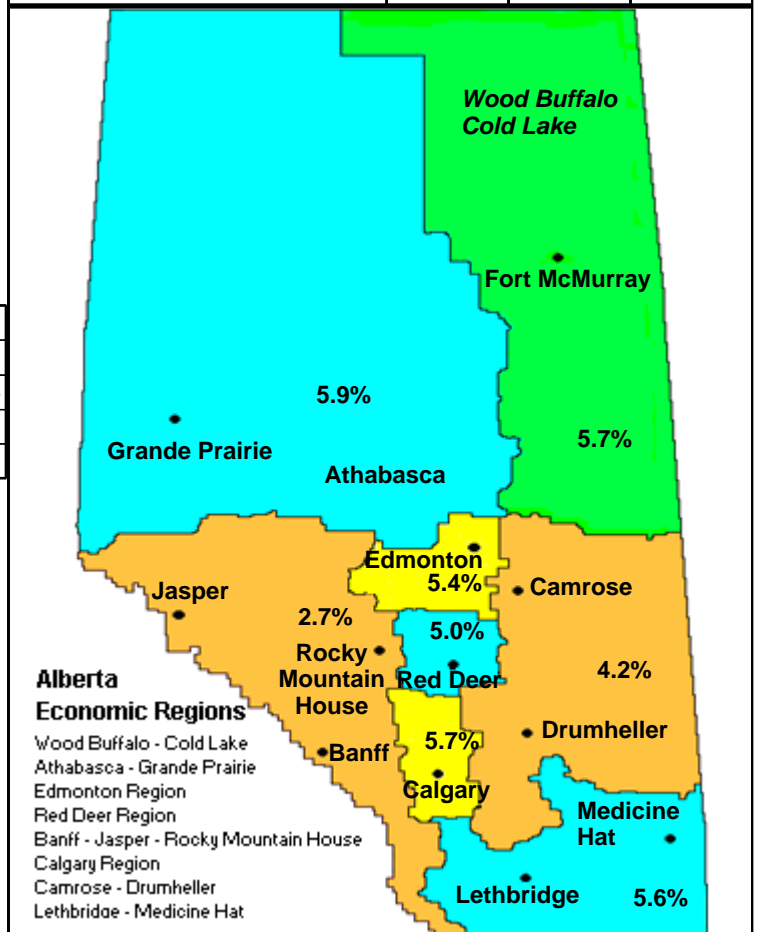 Wood Buffalo
Cold Lake
Fort McMurray
5.9%
5.7%
Grande Prairie
Athabasca
Edmonton
5.4%
Camrose
Jasper
2.7%
5.0%
Rocky
Mountain
House
Red Deer
4.2%
Drumheller
Banff
5.7%
Calgary
Medicine
Hat
Lethbridge
5.6%
Alberta
Economic Regions
Wood Buffalo - Cold Lake
Athabasca - Grande Prairie
Edmonton Region
Red Deer Region
Banff - Jasper - Rocky Mountain House
Calgary Region
Camrose - Drumheller
Lethbridge - Medicine Hat